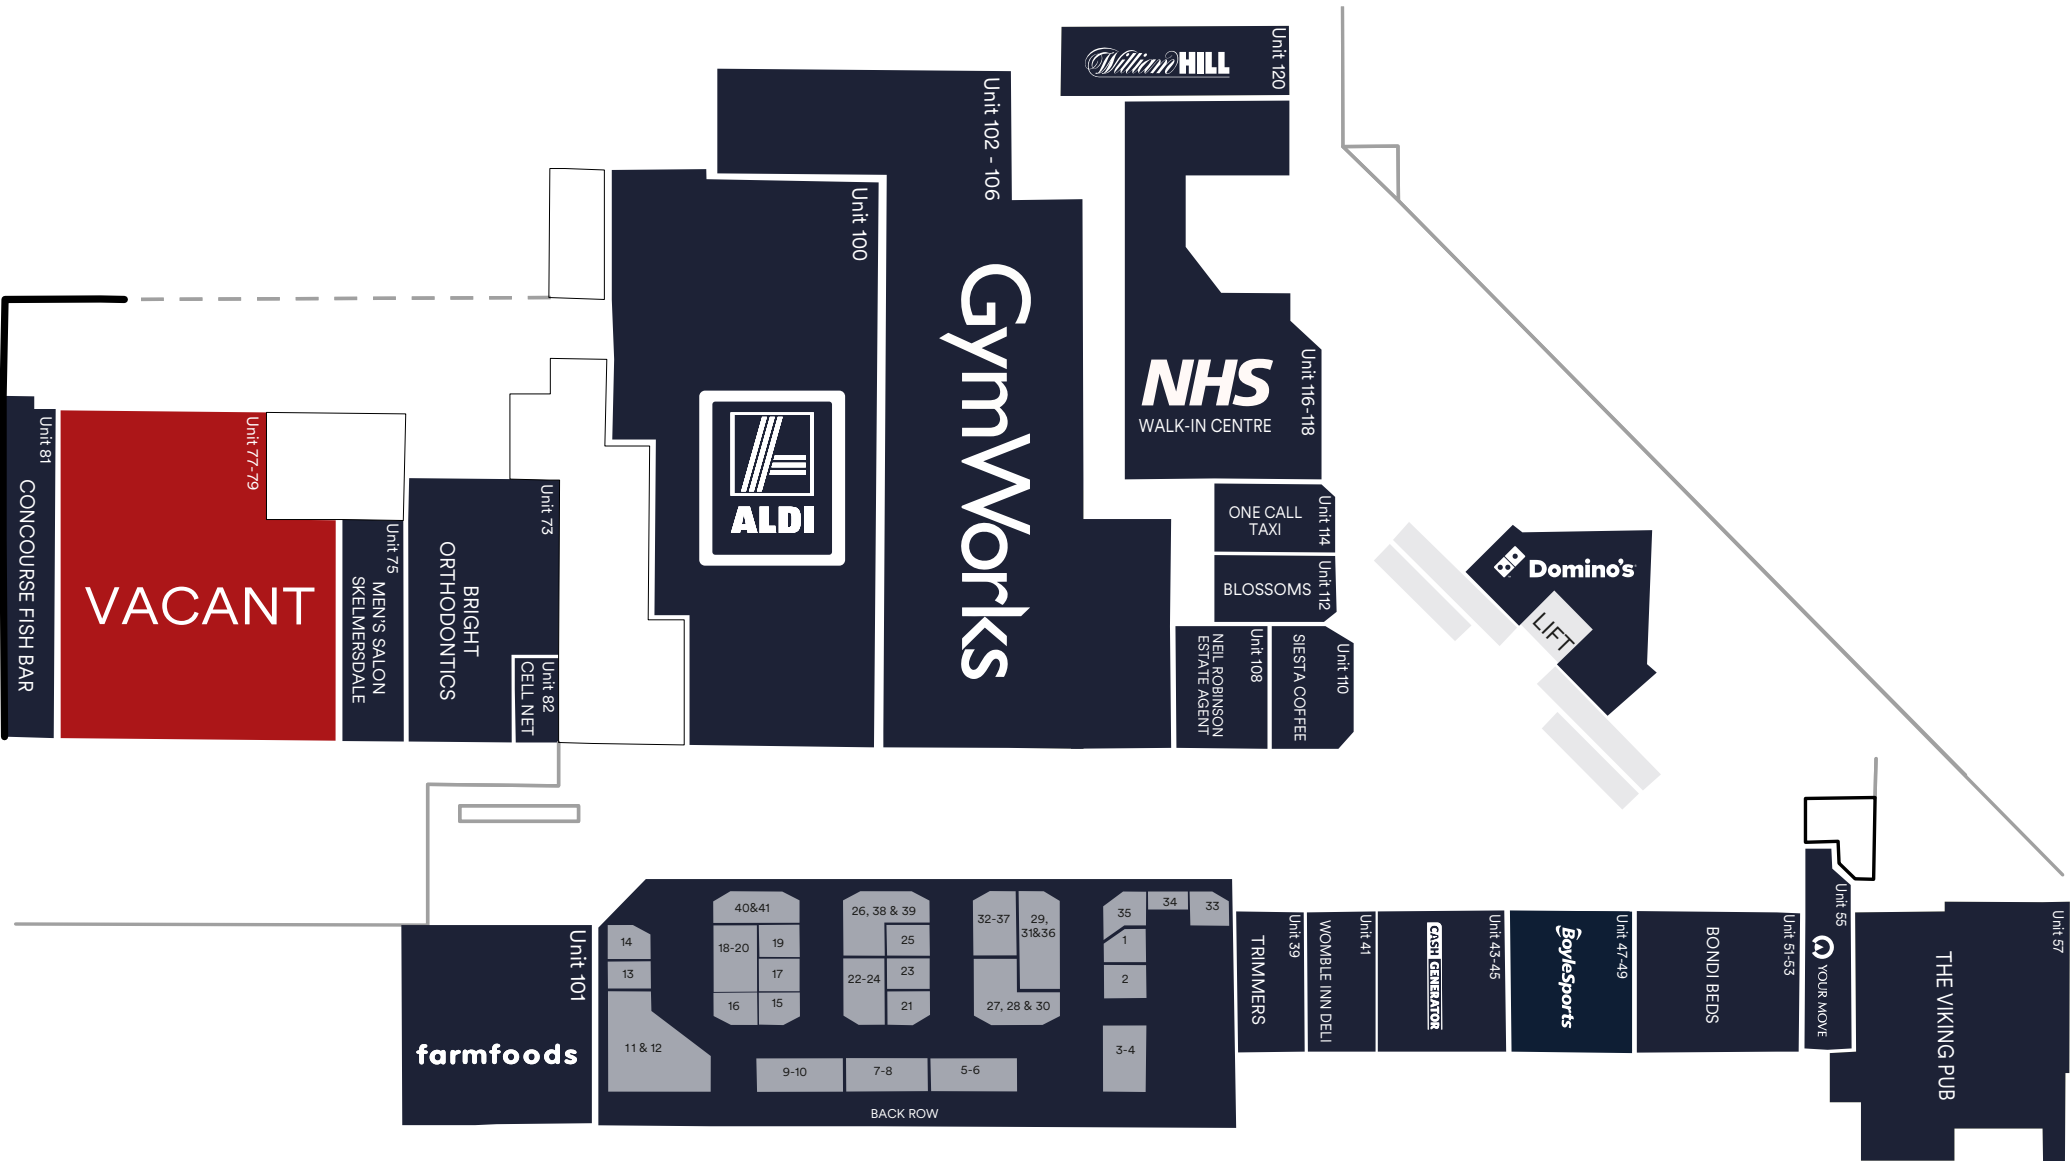 William HILL
Unit 120
Unit 102 - 106
GymWorks
Unit 100
ALDI
NHS
WALK-IN CENTRE
Unit 116-118
ONE CALL
TAXI
Unit 114
BLOSSOMS
Unit 112
Unit 108
NEIL ROBINSON
ESTATE AGENT
Unit 110
SIESTA COFFEE
Domino's
LIFT
Unit 81
CONCOURSE FISH BAR
Unit 77-79
VACANT
Unit 75
MEN'S SALON
SKELMERSDALE
Unit 73
BRIGHT
ORTHODONTICS
Unit 82
CELL NET
Unit 101
farmfoods
14
13
11 & 12
40&41
18-20
19
17
16
15
26, 38 & 39
25
22-24
23
21
32-37
29,
31&36
27, 28 & 30
35
34
33
1
2
3-4
9-10
7-8
5-6
BACK ROW
Unit 39
TRIMMERS
Unit 41
WOMBLE INN DELI
Unit 43-45
CASH GENERATOR
Unit 47-49
BoyleSports
Unit 51-53
BONDI BEDS
Unit 55
YOUR MOVE
Unit 57
THE VIKING PUB